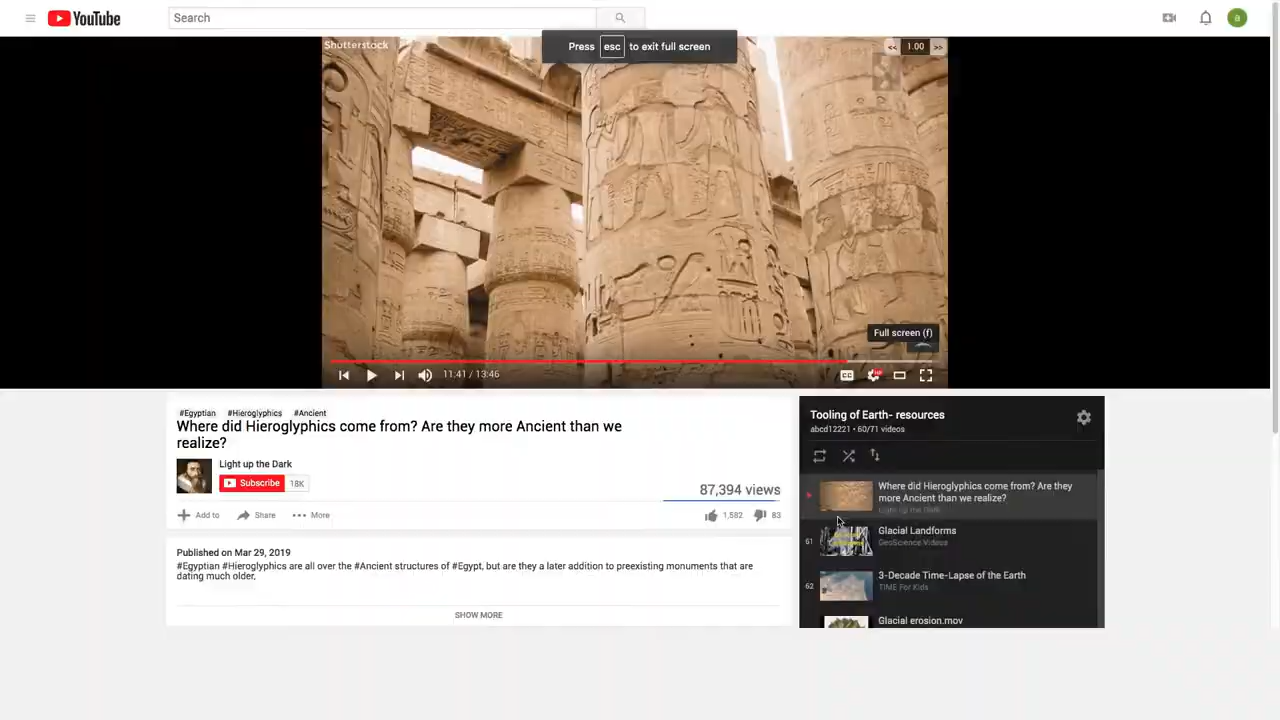 YouTube
Search
a
Press esc to exit full screen
Shutterstock
<< 1.00 >>
Full screen (f)
11:41 / 13:46
CC
HD
#Egyptian #Hieroglyphics #Ancient
Where did Hieroglyphics come from? Are they more Ancient than we
realize?
Light up the Dark
Subscribe 18K
87,394 views
Add to Share More
1,582 83
Published on Mar 29, 2019
#Egyptian #Hieroglyphics are all over the #Ancient structures of #Egypt, but are they a later addition to preexisting monuments that are
dating much older,
SHOW MORE
Tooling of Earth- resources
abcd12221 • 60/71 videos
Where did Hieroglyphics come from? Are they
more Ancient than we realize?
Light up the Dark
61
Glacial Landforms
GeoScience Videos
62
3-Decade Time-Lapse of the Earth
TIME For Kids
Glacial erosion.mov